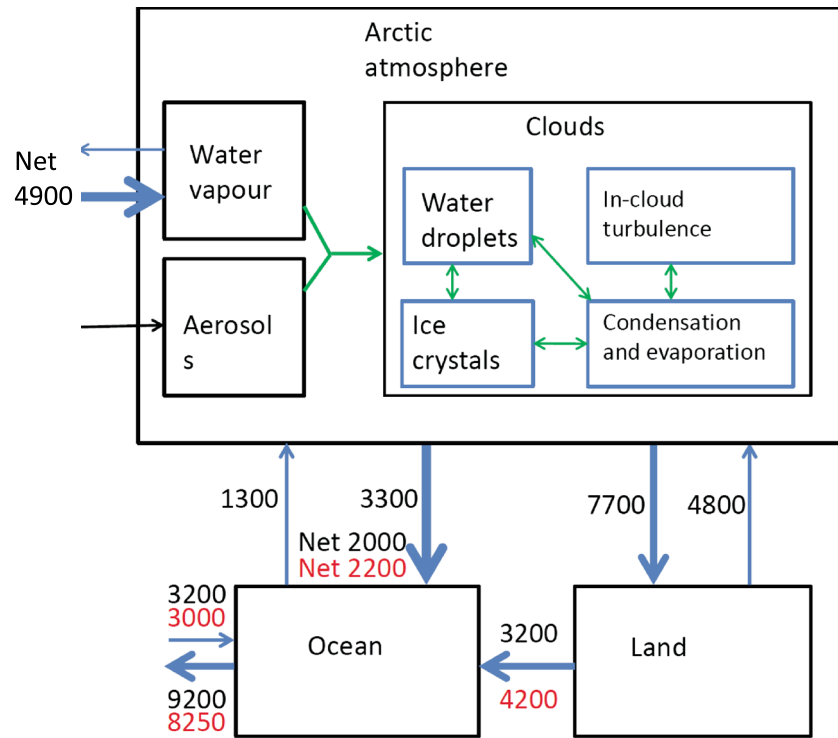 Arctic
atmosphere
Net
4900
Water
vapour
Aerosol
s
Clouds
Water
droplets
In-cloud
turbulence
Ice
crystals
Condensation
and evaporation
1300
3300
7700
4800
Net 2000
Net 2200
3200
3000
9200
8250
Ocean
3200
4200
Land